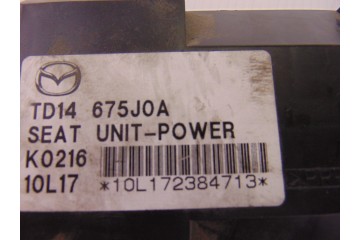 TD14 675J0A
SEAT UNIT-POWER
K0216
10L17 *10L172384713*